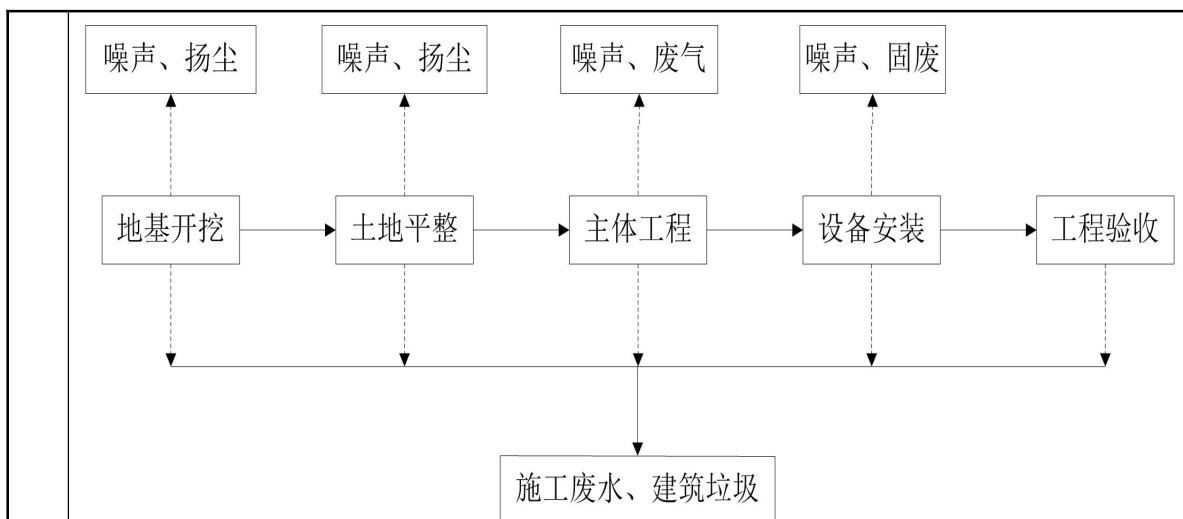 噪声、扬尘
噪声、扬尘
噪声、废气
噪声、固废
地基开挖
土地平整
主体工程
设备安装
工程验收
施工废水、建筑垃圾